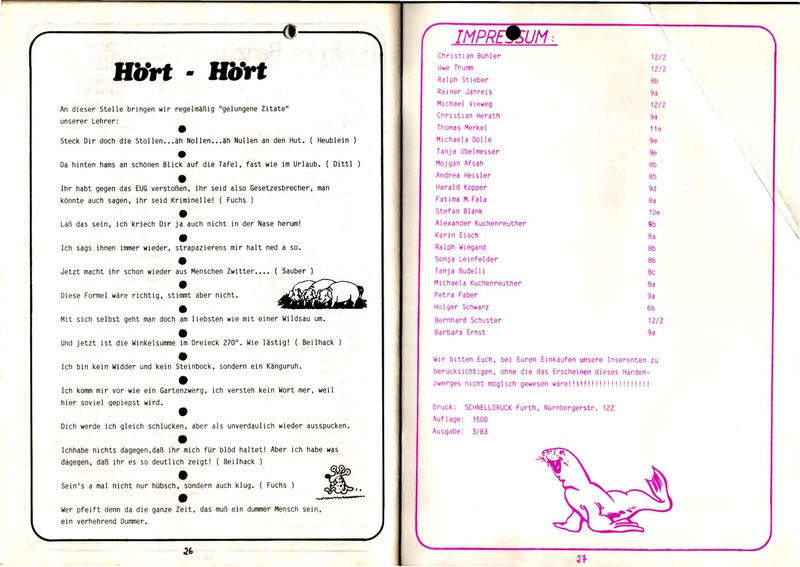 Hört - Hört
An dieser Stelle bringen wir regelmäßig "gelungene Zitate"
unserer Lehrer:
Steck Dir doch die Stollen...äh Nollen...äh Nullen an den Hut. ( Heublein )
Da hinten hams an schönen Blick auf die Tafel, fast wie im Urlaub. ( Dittl )
Ihr habt gegen das EUG verstoßen, ihr seid also Gesetzesbrecher, man
könnte auch sagen, ihr seid Kriminelle! ( Fuchs )
Laß das sein, ich kriech Dir ja auch nicht in der Nase herum!
Ich sags ihnen immer wieder, strapazierens mir halt ned a so.
Jetzt macht ihr schon wieder aus Menschen Zwitter.... ( Sauber )
Diese Formel wäre richtig, stimmt aber nicht.
Mit sich selbst geht man doch am liebsten wie mit einer Wildsau um.
Und jetzt ist die Winkelsumme im Dreieck 270°. Wie lästig! ( Beilhack )
Ich bin kein Widder und kein Steinbock, sondern ein Känguruh.
Ich komm mir vor wie ein Gartenzwerg, ich versteh kein Wort mer, weil
hier soviel gepiepst wird.
Dich werde ich gleich schlucken, aber als unverdaulich wieder ausspucken.
Ichhabe nichts dagegen,daß ihr mich für blöd haltet! Aber ich habe was
dagegen, daß ihr es so deutlich zeigt! ( Beilhack )
Sein's a mal nicht nur hübsch, sondern auch klug. ( Fuchs )
Wer pfeift denn da die ganze Zeit, das muß ein dummer Mensch sein,
ein verhehrend Dummer.
26
IMPRESSUM:
Christian Bühler 12/2
Uwe Thumm 12/2
Ralph Stieber 8b
Rainer Jahreis 9a
Michael Vieweg 12/2
Christian Herath 9a
Thomas Merkel 11e
Michaela Dölle 9e
Tanja Übelmesser 9e
Mojgan Afsah 8b
Andrea Heisler 8b
Harald Kopper 9d
Fatima M.Fala 8a
Stefan Blank 10e
Alexander Kuchenreuther 9b
Karin Eisch 8a
Ralph Wiegand 8b
Sonja Leinfelder 8b
Tanja Budelli 8c
Michaela Kuchenreuther 8a
Petra Faber 9a
Holger Schwarz 6b
Bernhard Schuster 12/2
Barbara Ernst 9a
Wir bitten Euch, bei Euren Einkäufen unsere Inserenten zu
berücksichtigen, ohne die das Erscheinen dieses Harden-
zwerges nicht möglich gewesen wäre!!!!!!!!!!!!!!!!!!!!!
Druck: SCHNELLDRUCK Fürth, Nürnbergerstr. 122
Auflage: 1500
Ausgabe: 3/83
27